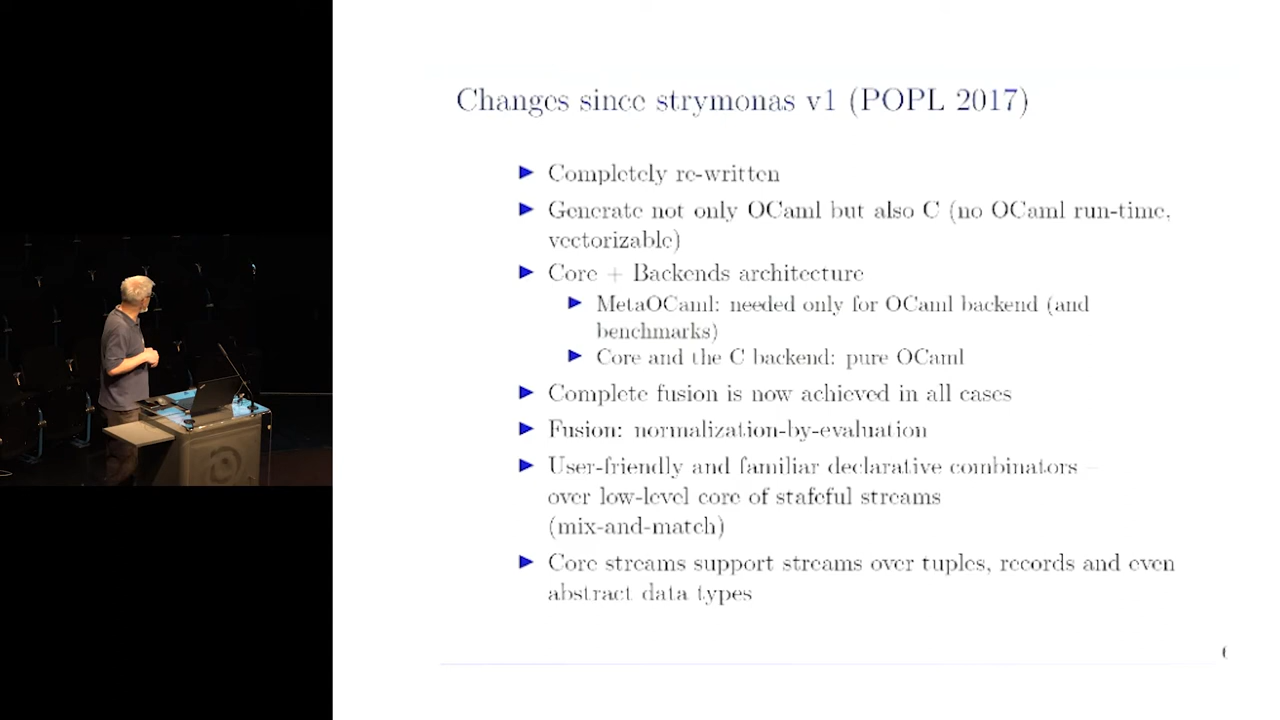 Changes since strymonas v1 (POPL 2017)
▶ Completely re-written
▶ Generate not only OCaml but also C (no OCaml run-time,
vectorizable)
▶ Core + Backends architecture
▶ MetaOCaml: needed only for OCaml backend (and
benchmarks)
▶ Core and the C backend: pure OCaml
▶ Complete fusion is now achieved in all cases
▶ Fusion: normalization-by-evaluation
▶ User-friendly and familiar declarative combinators –
over low-level core of stafeful streams
(mix-and-match)
▶ Core streams support streams over tuples, records and even
abstract data types